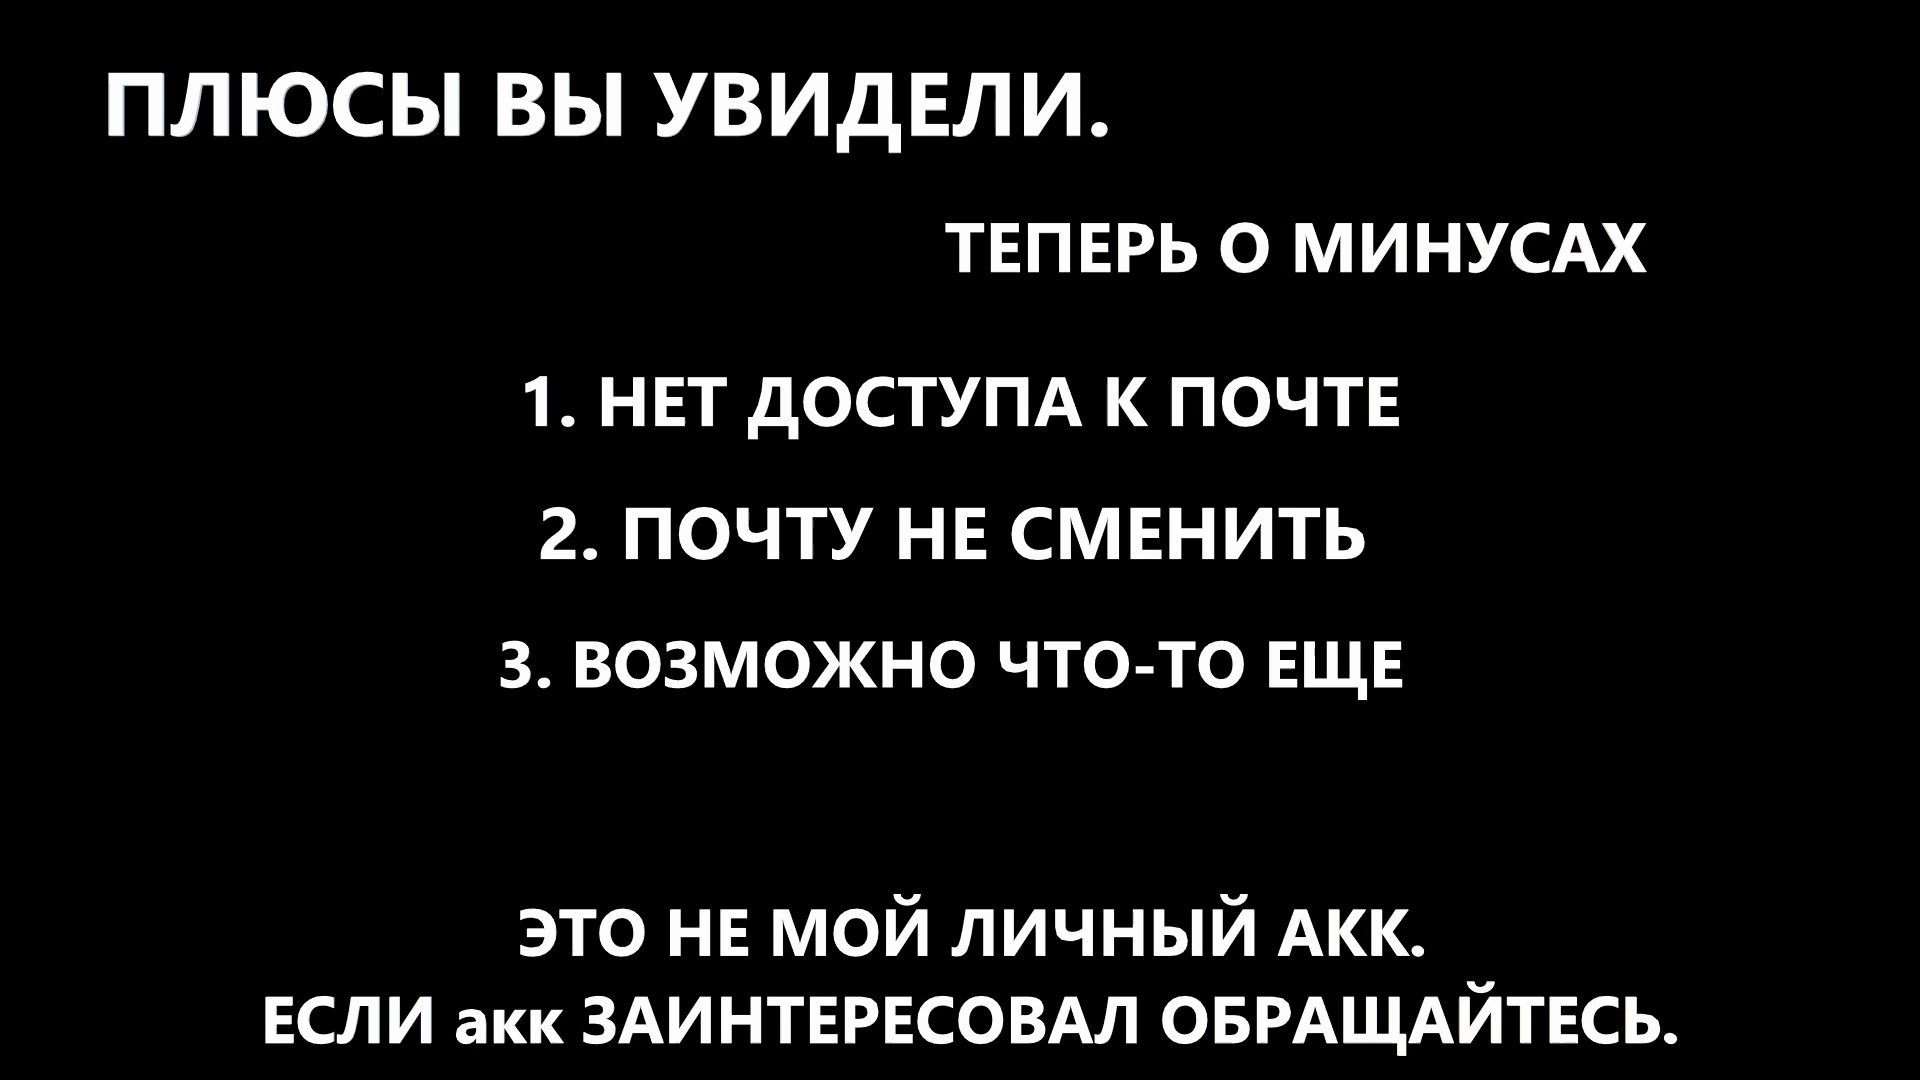 ПЛЮСЫ ВЫ УВИДЕЛИ.
ТЕПЕРЬ О МИНУСАХ
1. НЕТ ДОСТУПА К ПОЧТЕ
2. ПОЧТУ НЕ СМЕНИТЬ
3. ВОЗМОЖНО ЧТО-ТО ЕЩЕ
ЭТО НЕ МОЙ ЛИЧНЫЙ АКК.
ЕСЛИ акк ЗАИНТЕРЕСОВАЛ ОБРАЩАЙТЕСЬ.